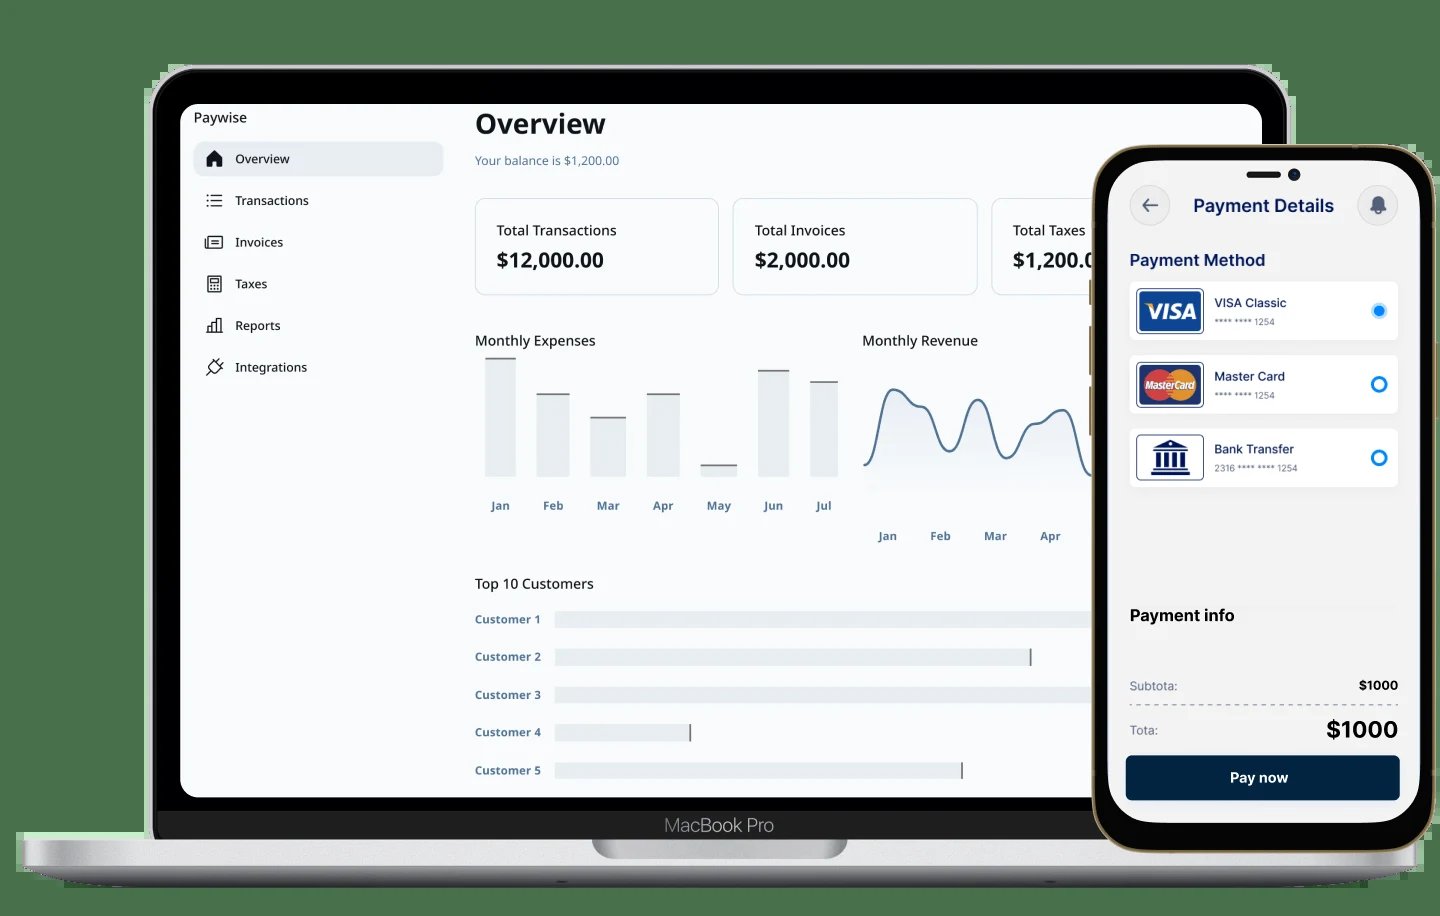 Paywise
Overview
Transactions
Invoices
Taxes
Reports
Integrations
Overview
Your balance is $1,200.00
Total Transactions
$12,000.00
Total Invoices
$2,000.00
Total Taxes
$1,200.0
Monthly Expenses
Jan Feb Mar Apr May Jun Jul
Monthly Revenue
Jan Feb Mar Apr
Top 10 Customers
Customer 1
Customer 2
Customer 3
Customer 4
Customer 5
MacBook Pro
Payment Details
Payment Method
VISA
VISA Classic
**** **** 1254
MasterCard
Master Card
**** **** 1254
Bank Transfer
2316 **** **** 1254
Payment info
Subtota: $1000
Tota: $1000
Pay now